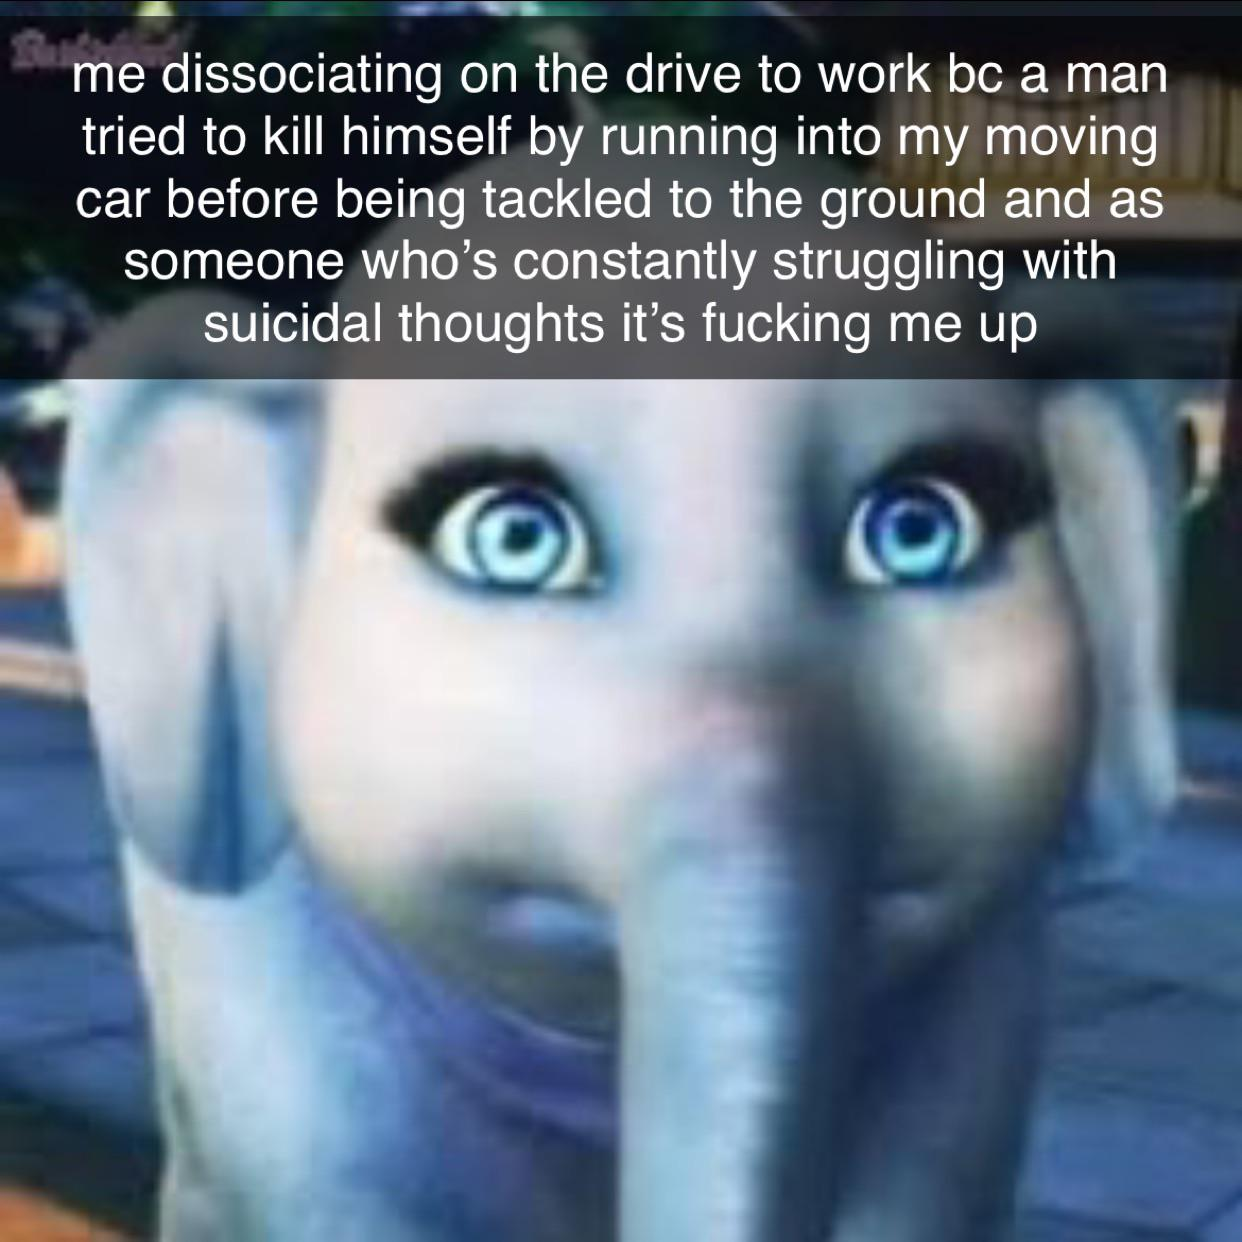 me dissociating on the drive to work bc a man
tried to kill himself by running into my moving
car before being tackled to the ground and as
someone who’s constantly struggling with
suicidal thoughts it’s fucking me up